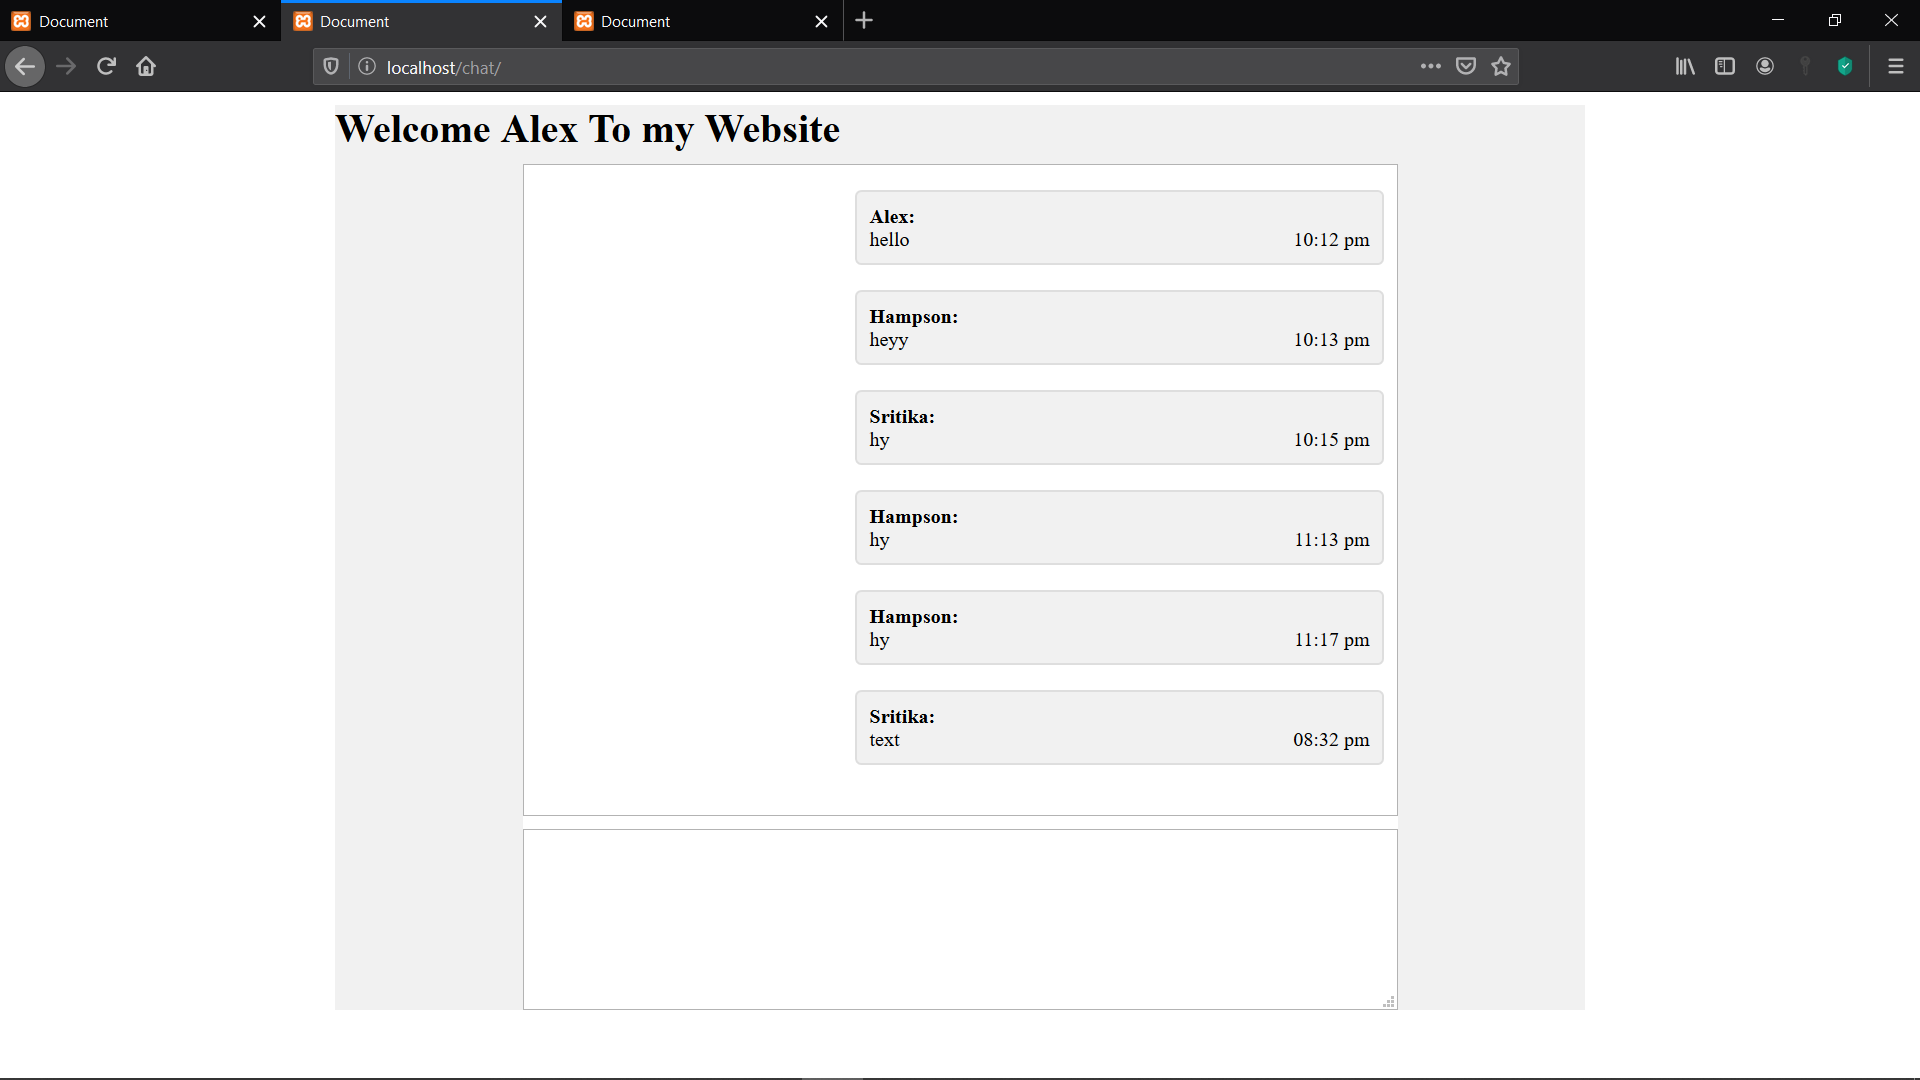 Document
Document
Document
localhost/chat/
Welcome Alex To my Website
Alex:
hello 10:12 pm
Hampson:
heyy 10:13 pm
Sritika:
hy 10:15 pm
Hampson:
hy 11:13 pm
Hampson:
hy 11:17 pm
Sritika:
text 08:32 pm